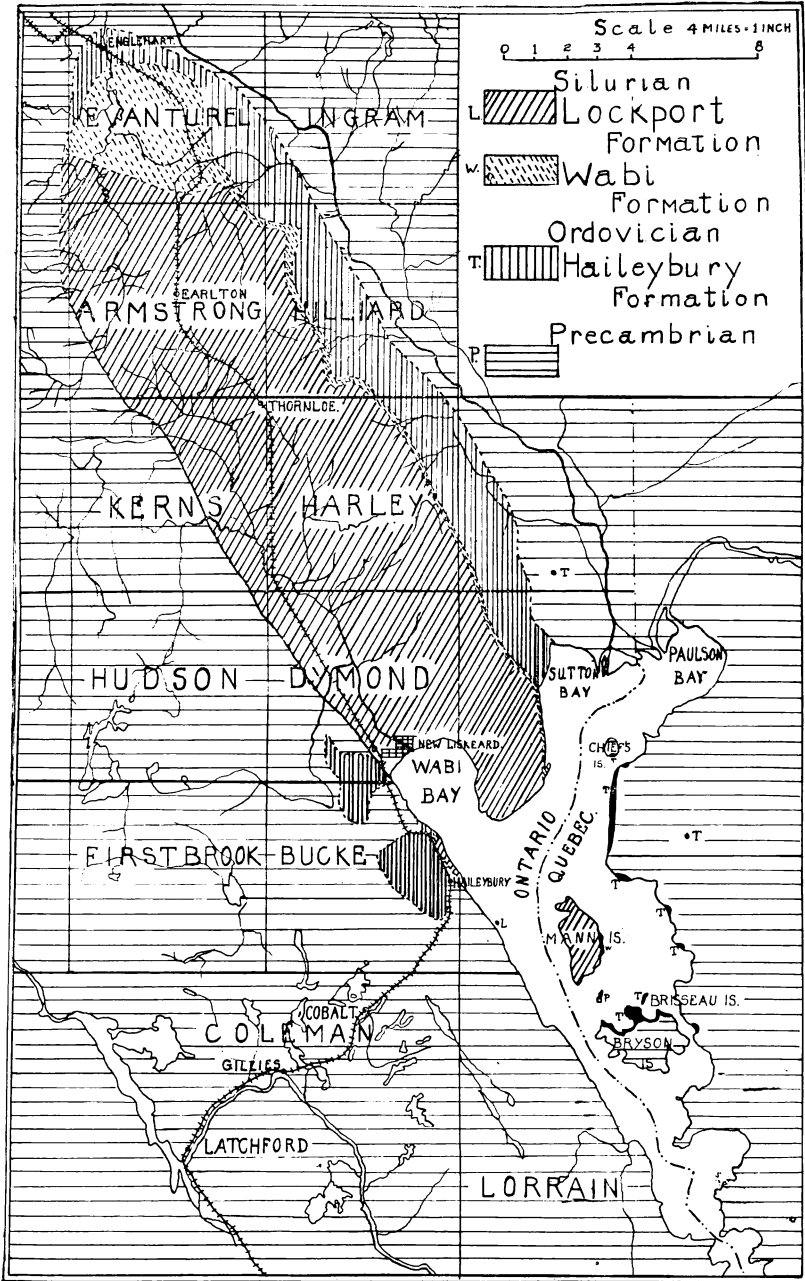 Scale 4 MILES = 1 INCH
0 1 2 3 4 8
Silurian
L Lockport
Formation
W. Wabi
Formation
Ordovician
T. Haileybury
Formation
Precambrian
P
ENGLEHART.
EVANTUREL INGRAM
EARLTON
ARMSTRONG HILLIARD
THORNLOE.
KERNS HARLEY
T
HUDSON DYMOND
SUTTON
BAY
PAULSON
BAY
NEW LISKEARD.
WABI
BAY
CHIEFS
IS.
T
T
ONTARIO
QUEBEC.
T
FIRSTBROOK BUCKE
HAILEYBURY
T
T
L
MANN IS.
W
T
P
T
BRISSEAU IS.
T
COBALT
COLEMAN
BRYSON
IS
GILLIES
LATCHFORD
LORRAIN